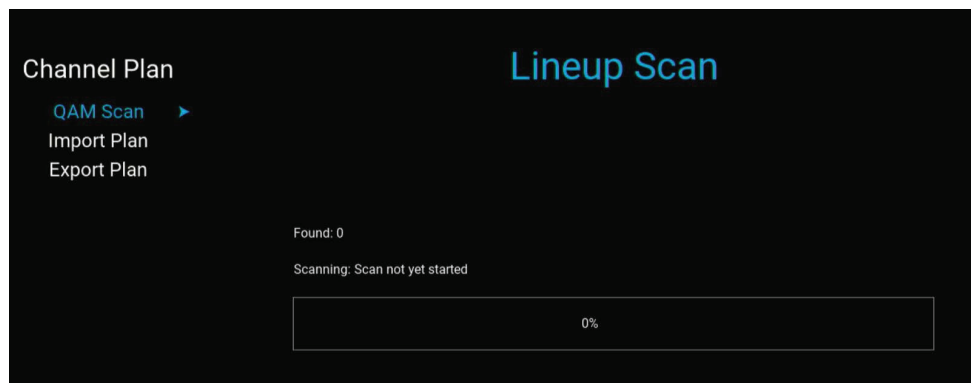 Channel Plan
QAM Scan
Import Plan
Export Plan
Lineup Scan
Found: 0
Scanning: Scan not yet started
0%